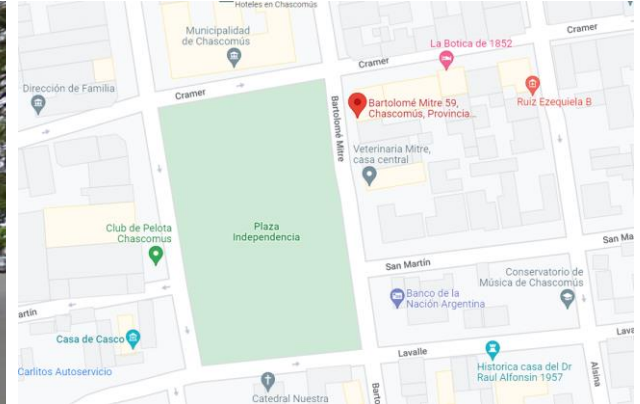 Hoteles en Chascomús
Municipalidad
de Chascomús
Cramer
La Botica de 1852
Cramer
Dirección de Familia
Cramer
Bartolomé Mitre 59,
Chascomús, Provincia...
Ruiz Ezequiela B
Bartolomé Mitre
Veterinaria Mitre,
casa central
Plaza
Independencia
Club de Pelota
Chascomus
San Martín
San Ma
Conservatorio de
Música de Chascomús
Banco de la
Nación Argentina
artín
Casa de Casco
Lavalle
Lava
Carlitos Autoservicio
Historica casa del Dr
Raul Alfonsin 1957
Alsina
Catedral Nuestra
Barto